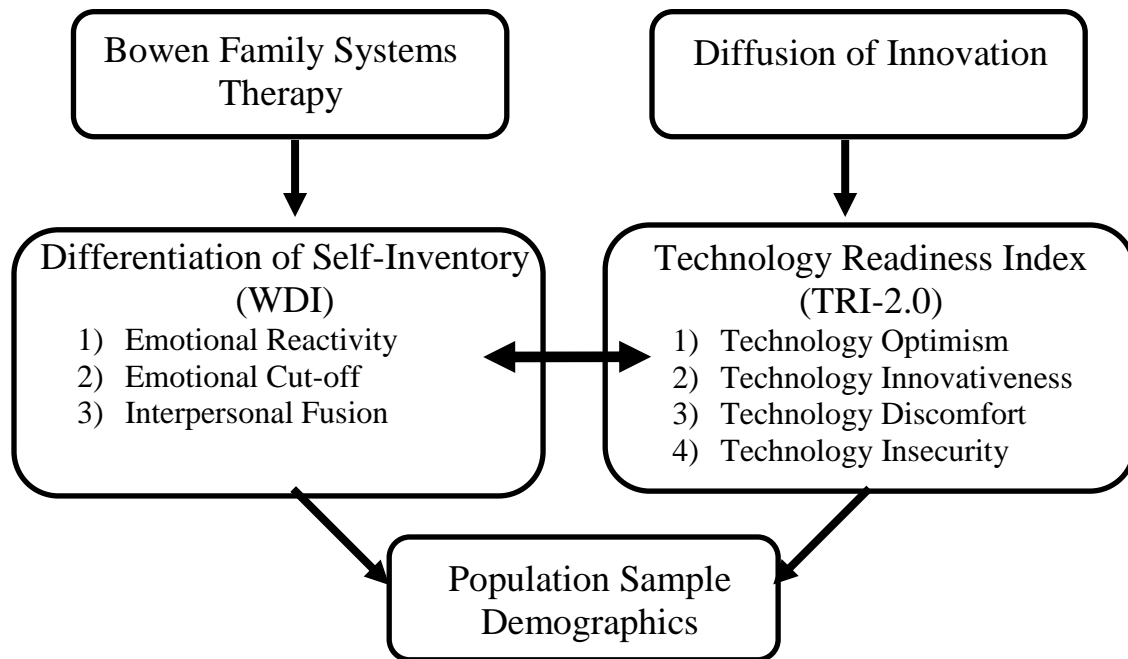 Bowen Family Systems
Therapy
Diffusion of Innovation
Differentiation of Self-Inventory
(WDI)
1) Emotional Reactivity
2) Emotional Cut-off
3) Interpersonal Fusion
Technology Readiness Index
(TRI-2.0)
1) Technology Optimism
2) Technology Innovativeness
3) Technology Discomfort
4) Technology Insecurity
Population Sample
Demographics